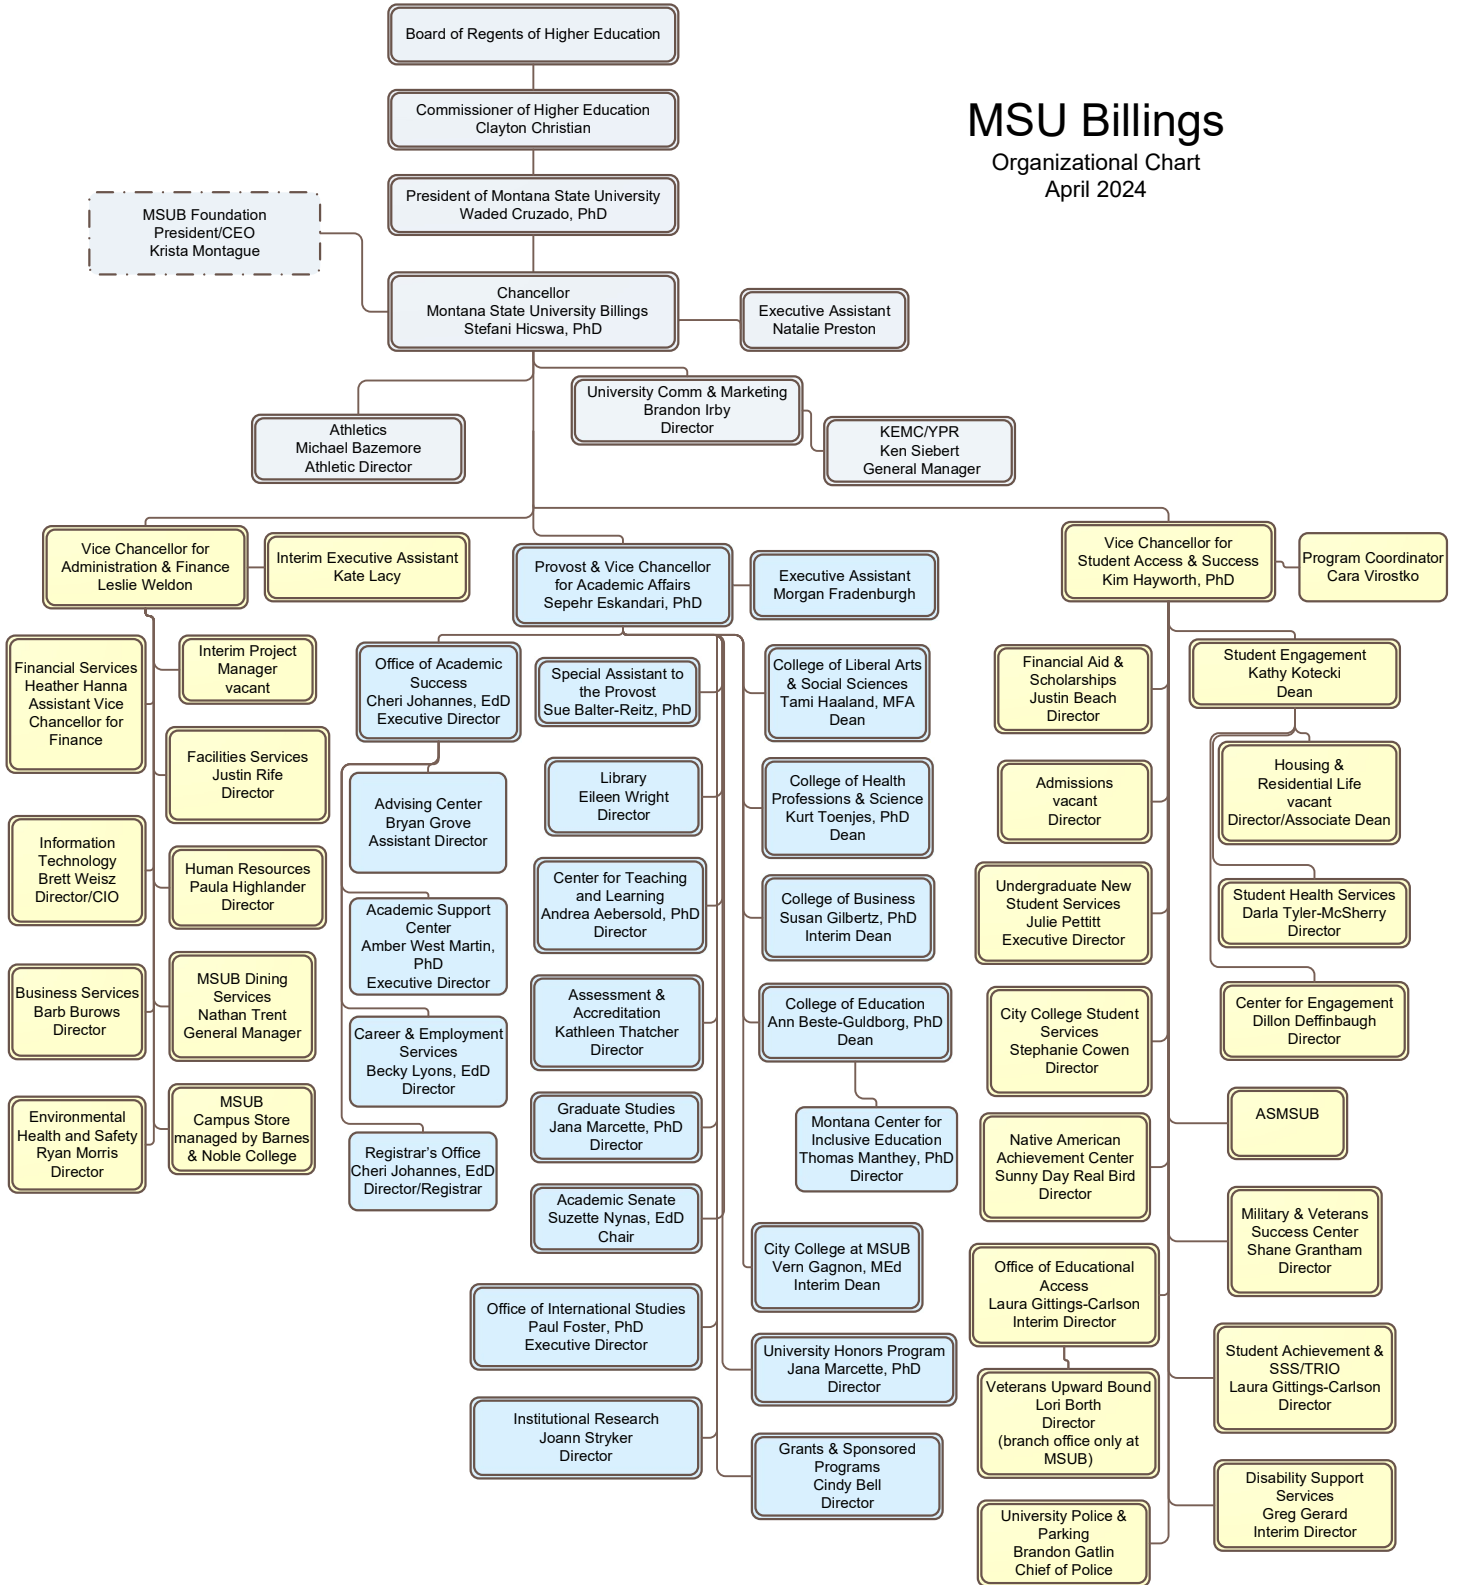 Board of Regents of Higher Education
Commissioner of Higher Education
Clayton Christian
MSU Billings
Organizational Chart
April 2024
President of Montana State University
Waded Cruzado, PhD
MSUB Foundation
President/CEO
Krista Montague
Chancellor
Montana State University Billings
Stefani Hicswa, PhD
Executive Assistant
Natalie Preston
University Comm & Marketing
Brandon Irby
Director
Athletics
Michael Bazemore
Athletic Director
KEMC/YPR
Ken Siebert
General Manager
Vice Chancellor for
Administration & Finance
Leslie Weldon
Interim Executive Assistant
Kate Lacy
Financial Services
Heather Hanna
Assistant Vice
Chancellor for
Finance
Interim Project
Manager
vacant
Facilities Services
Justin Rife
Director
Information
Technology
Brett Weisz
Director/CIO
Human Resources
Paula Highlander
Director
Business Services
Barb Burows
Director
MSUB Dining
Services
Nathan Trent
General Manager
Environmental
Health and Safety
Ryan Morris
Director
MSUB
Campus Store
managed by Barnes
& Noble College
Provost & Vice Chancellor
for Academic Affairs
Sepehr Eskandari, PhD
Executive Assistant
Morgan Fradenburgh
Office of Academic
Success
Cheri Johannes, EdD
Executive Director
Advising Center
Bryan Grove
Assistant Director
Academic Support
Center
Amber West Martin,
PhD
Executive Director
Career & Employment
Services
Becky Lyons, EdD
Director
Registrar’s Office
Cheri Johannes, EdD
Director/Registrar
Special Assistant to
the Provost
Sue Balter-Reitz, PhD
Library
Eileen Wright
Director
Center for Teaching
and Learning
Andrea Aebersold, PhD
Director
Assessment &
Accreditation
Kathleen Thatcher
Director
Graduate Studies
Jana Marcette, PhD
Director
Academic Senate
Suzette Nynas, EdD
Chair
Office of International Studies
Paul Foster, PhD
Executive Director
Institutional Research
Joann Stryker
Director
College of Liberal Arts
& Social Sciences
Tami Haaland, MFA
Dean
College of Health
Professions & Science
Kurt Toenjes, PhD
Dean
College of Business
Susan Gilbertz, PhD
Interim Dean
College of Education
Ann Beste-Guldborg, PhD
Dean
Montana Center for
Inclusive Education
Thomas Manthey, PhD
Director
City College at MSUB
Vern Gagnon, MEd
Interim Dean
University Honors Program
Jana Marcette, PhD
Director
Grants & Sponsored
Programs
Cindy Bell
Director
Vice Chancellor for
Student Access & Success
Kim Hayworth, PhD
Program Coordinator
Cara Virostko
Financial Aid &
Scholarships
Justin Beach
Director
Admissions
vacant
Director
Undergraduate New
Student Services
Julie Pettitt
Executive Director
City College Student
Services
Stephanie Cowen
Director
Native American
Achievement Center
Sunny Day Real Bird
Director
Office of Educational
Access
Laura Gittings-Carlson
Interim Director
Veterans Upward Bound
Lori Borth
Director
(branch office only at
MSUB)
University Police &
Parking
Brandon Gatlin
Chief of Police
Student Engagement
Kathy Kotecki
Dean
Housing &
Residential Life
vacant
Director/Associate Dean
Student Health Services
Darla Tyler-McSherry
Director
Center for Engagement
Dillon Deffinbaugh
Director
ASMSUB
Military & Veterans
Success Center
Shane Grantham
Director
Student Achievement &
SSS/TRIO
Laura Gittings-Carlson
Director
Disability Support
Services
Greg Gerard
Interim Director